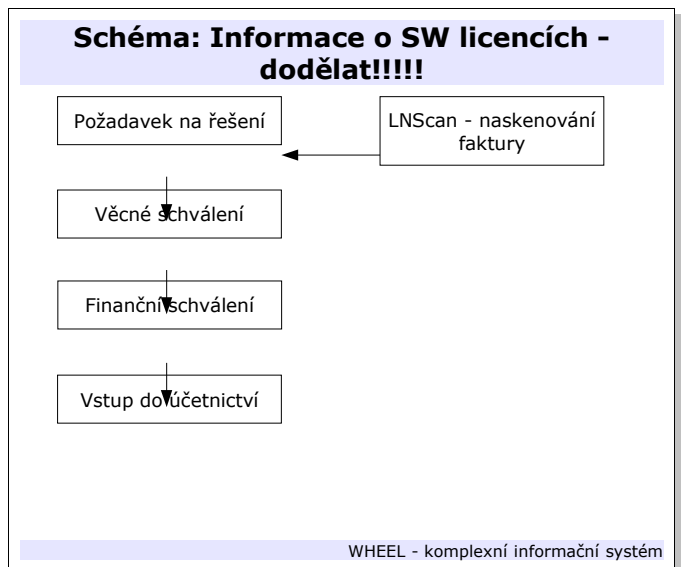 Schéma: Informace o SW licencích -
dodělat!!!!!
Požadavek na řešení
LNScan - naskenování
faktury
Věcné schválení
Finanční schválení
Vstup do účetnictví
WHEEL - komplexní informační systém